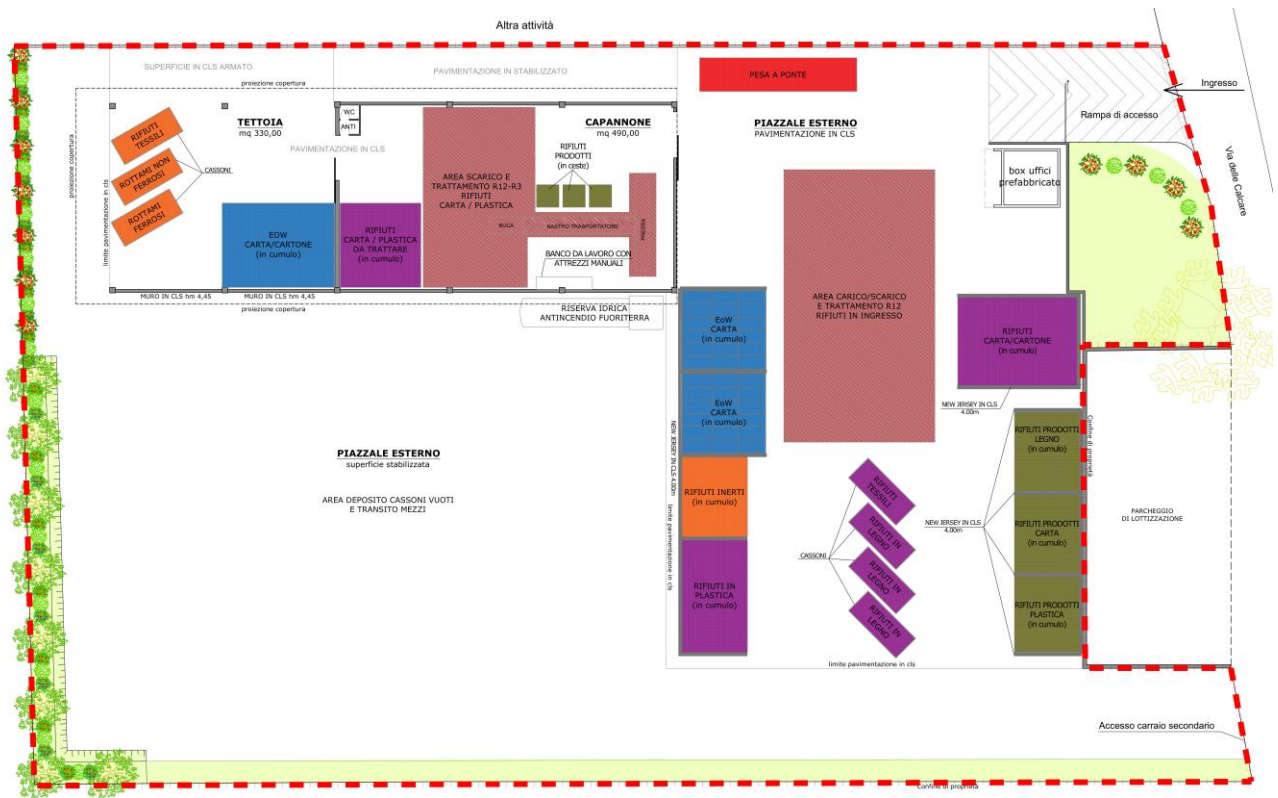 Altra attività
SUPERFICIE IN CLS ARMATO
PAVIMENTAZIONE IN STABILIZZATO
proiezione copertura
PESA A PONTE
Ingresso
Rampa di accesso
Via delle Calcare
TETTOIA
mq 330,00
WC
ANTI
CAPANNONE
mq 490,00
PIAZZALE ESTERNO
PAVIMENTAZIONE IN CLS
PAVIMENTAZIONE IN CLS
proiezione copertura
limite pavimentazione in cls
RIFIUTI
TESSILI
ROTTAMI NON
FERROSI
ROTTAMI
FERROSI
CASSONI
RIFIUTI
PRODOTTI
(in ceste)
AREA SCARICO E
TRATTAMENTO R12-R3
RIFIUTI
CARTA / PLASTICA
BUCA
NASTRO TRASPORTATORE
PRESSA
box uffici
prefabbricato
EOW
CARTA/CARTONE
(in cumulo)
RIFIUTI
CARTA / PLASTICA
DA TRATTARE
(in cumulo)
BANCO DA LAVORO CON
ATTREZZI MANUALI
MURO IN CLS hm 4,45
MURO IN CLS hm 4,45
proiezione copertura
RISERVA IDRICA
ANTINCENDIO FUORITERRA
AREA CARICO/SCARICO
E TRATTAMENTO R12
RIFIUTI IN INGRESSO
EoW
CARTA
(in cumulo)
RIFIUTI
CARTA/CARTONE
(in cumulo)
NEW JERSEY IN CLS
4.00m
EoW
CARTA
(in cumulo)
NEW JERSEY IN CLS 4.00m
limite pavimentazione in cls
Confine di proprietà
RIFIUTI PRODOTTI
LEGNO
(in cumulo)
PIAZZALE ESTERNO
superficie stabilizzata
AREA DEPOSITO CASSONI VUOTI
E TRANSITO MEZZI
RIFIUTI INERTI
(in cumulo)
RIFIUTI
TESSILI
RIFIUTI IN
LEGNO
RIFIUTI IN
LEGNO
RIFIUTI IN
LEGNO
CASSONI
NEW JERSEY IN CLS
4.00m
RIFIUTI PRODOTTI
CARTA
(in cumulo)
PARCHEGGIO
DI LOTTIZZAZIONE
RIFIUTI IN
PLASTICA
(in cumulo)
RIFIUTI PRODOTTI
PLASTICA
(in cumulo)
limite pavimentazione in cls
Accesso carraio secondario
Confine di proprietà